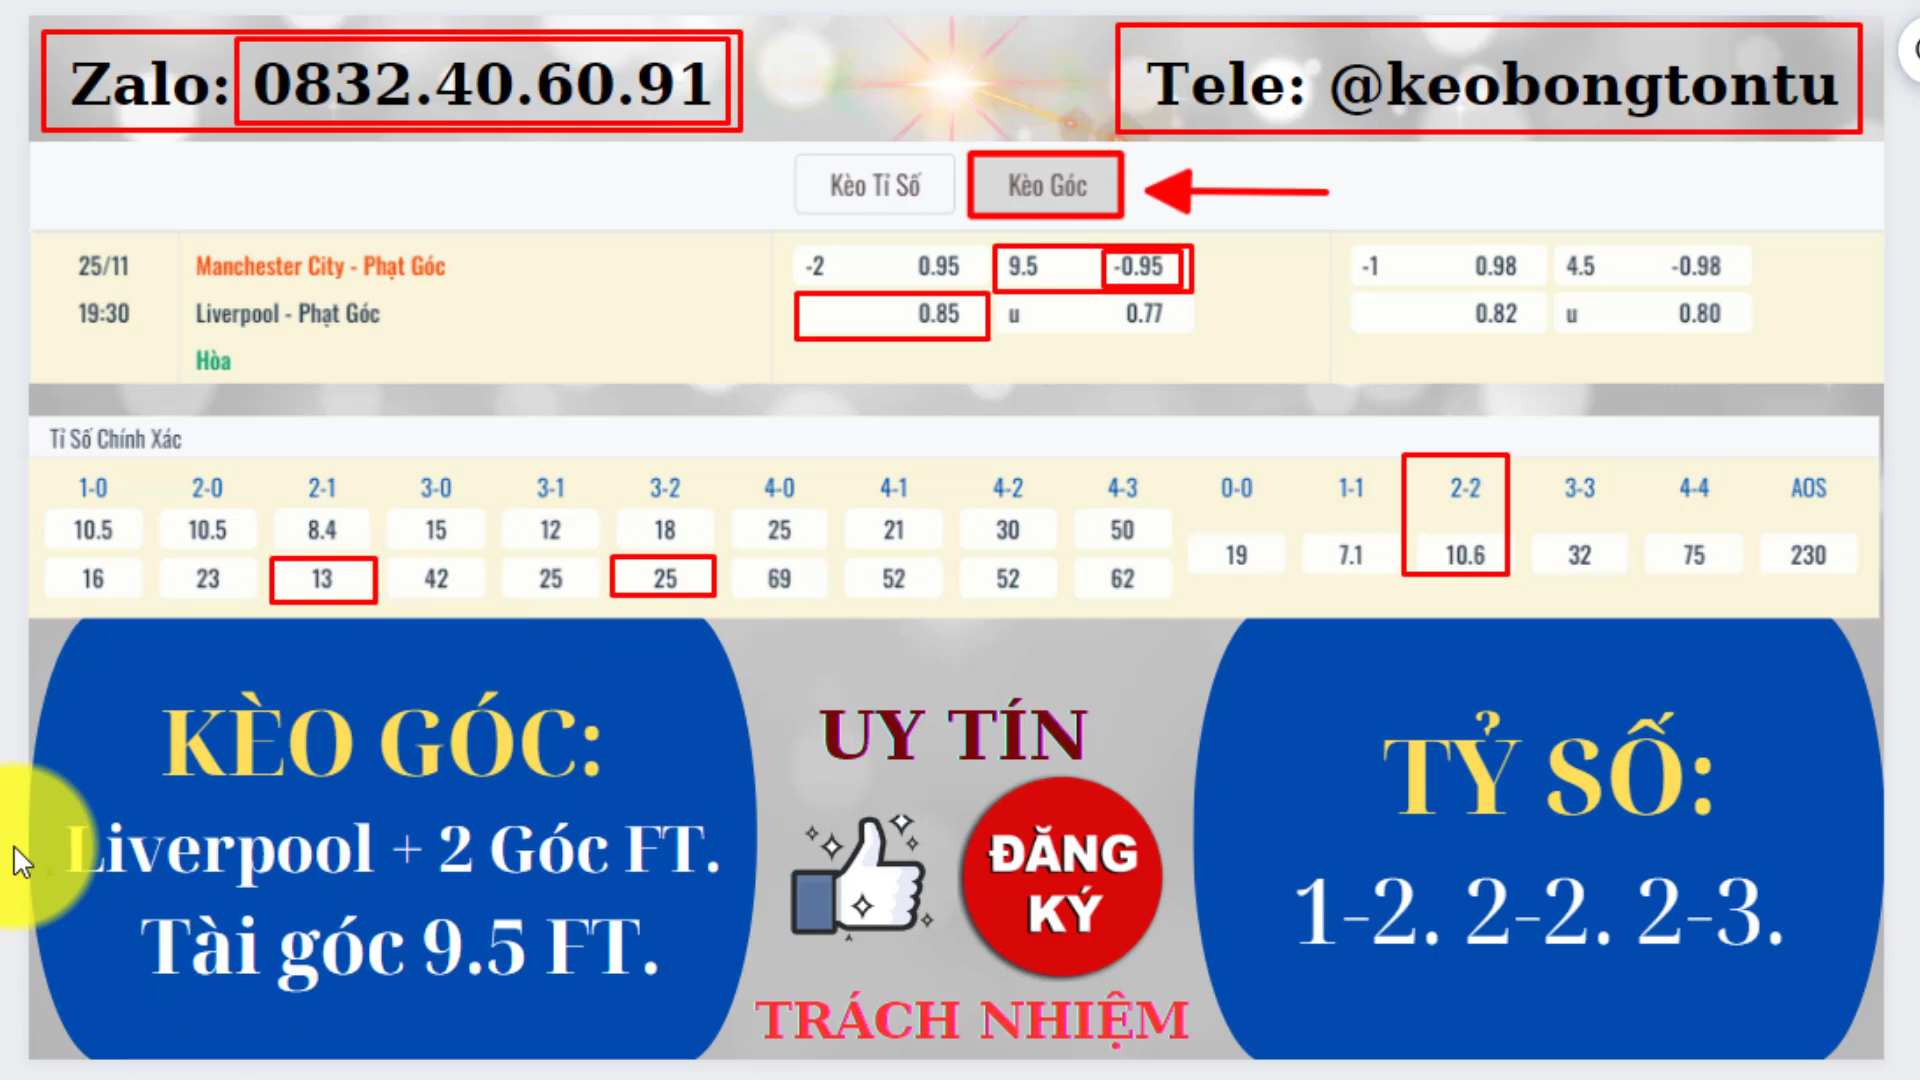 Zalo: 0832.40.60.91
Tele: @keobongtontu
Kèo Tỉ Số
Kèo Góc
25/11
19:30
Manchester City - Phạt Góc
Liverpool - Phạt Góc
Hòa
-2 0.95 9.5 -0.95 -1 0.98 4.5 -0.98
0.85 u 0.77 0.82 u 0.80
Tỉ Số Chính Xác
1-0 2-0 2-1 3-0 3-1 3-2 4-0 4-1 4-2 4-3 0-0 1-1 2-2 3-3 4-4 AOS
10.5 10.5 8.4 15 12 18 25 21 30 50
19 7.1 10.6 32 75 230
16 23 13 42 25 25 69 52 52 62
KÈO GÓC:
Liverpool + 2 Góc FT.
Tài góc 9.5 FT.
UY TÍN
ĐĂNG
KÝ
TRÁCH NHIỆM
TỶ SỐ:
1-2. 2-2. 2-3.